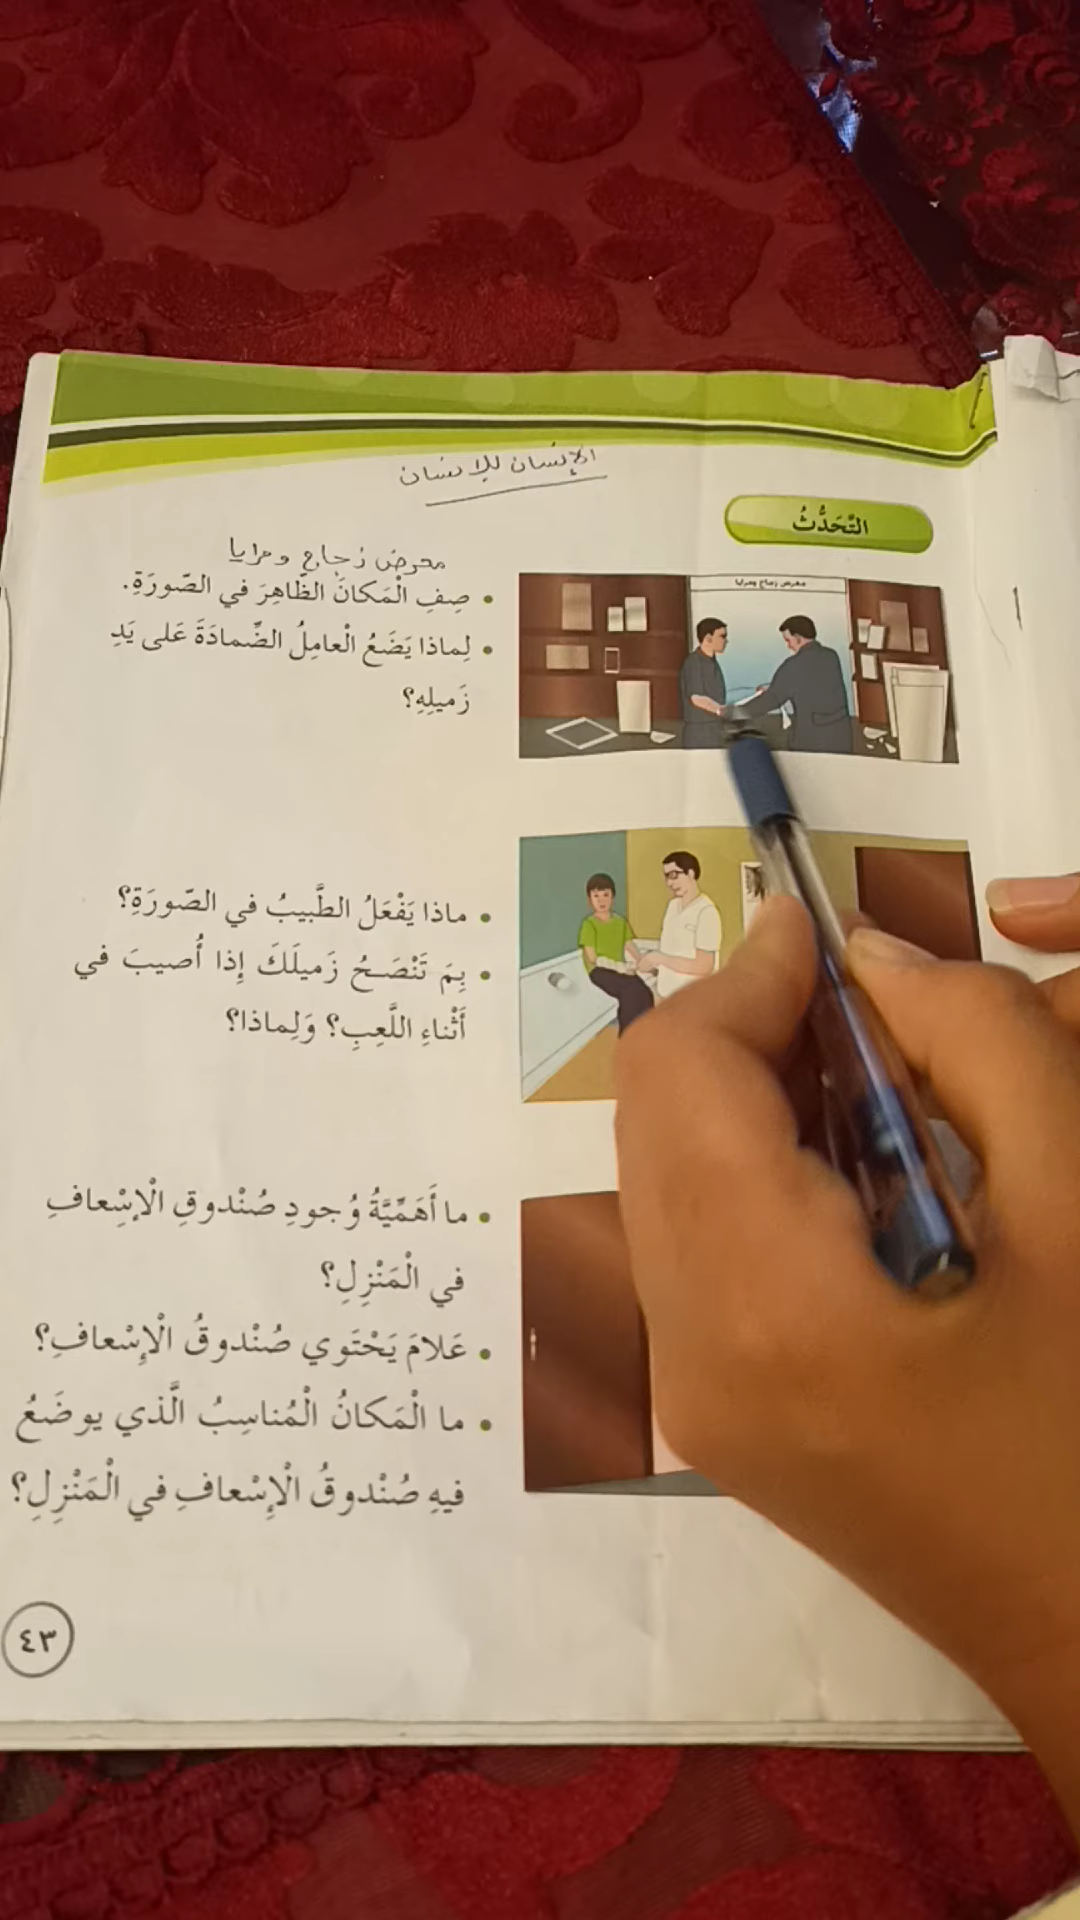 الإنسان للإنسان
التَّحَدُّثُ
معرض زجاج ومرايا
معرض زجاج ومرايا
• صِفِ الْمَكانَ الظّاهِرَ في الصّورَةِ.
• لِماذا يَضَعُ الْعامِلُ الضِّمادَةَ عَلى يَدِ
زَميلِهِ؟
• ماذا يَفْعَلُ الطَّبيبُ في الصّورَةِ؟
• بِمَ تَنْصَحُ زَميلَكَ إِذا أُصيبَ في
أَثْناءِ اللَّعِبِ؟ وَلِماذا؟
• ما أَهَمِّيَّةُ وُجودِ صُنْدوقِ الْإِسْعافِ
في الْمَنْزِلِ؟
• عَلامَ يَحْتَوي صُنْدوقُ الْإِسْعافِ؟
• ما الْمَكانُ الْمُناسِبُ الَّذي يوضَعُ
فيهِ صُنْدوقُ الْإِسْعافِ في الْمَنْزِلِ؟
٤٣